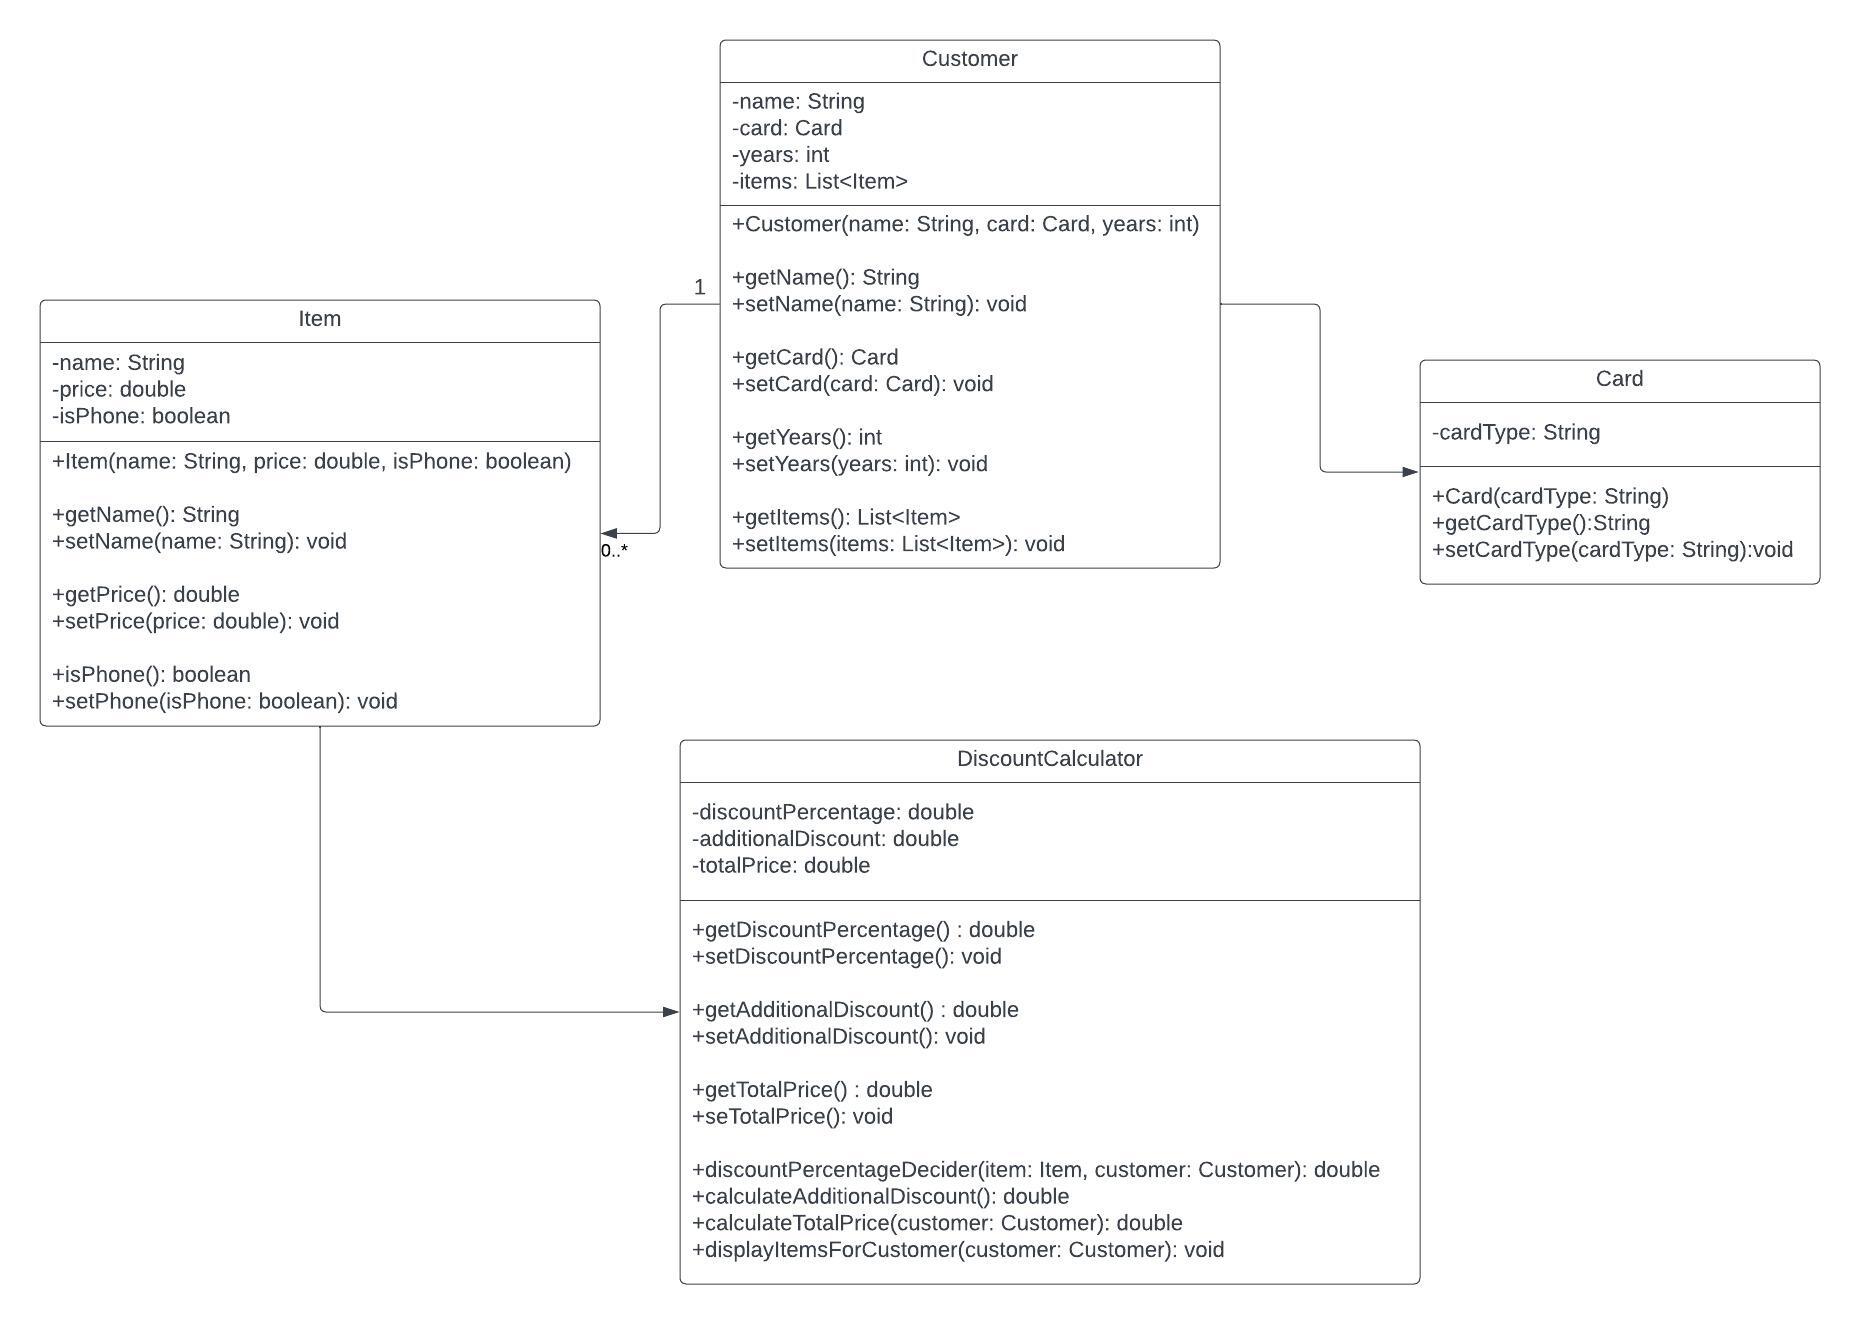 Customer
-name: String
-card: Card
-years: int
-items: List<Item>
+Customer(name: String, card: Card, years: int)
+getName(): String
+setName(name: String): void
+getCard(): Card
+setCard(card: Card): void
+getYears(): int
+setYears(years: int): void
+getItems(): List<Item>
+setItems(items: List<Item>): void
1
0..*
Item
-name: String
-price: double
-isPhone: boolean
+Item(name: String, price: double, isPhone: boolean)
+getName(): String
+setName(name: String): void
+getPrice(): double
+setPrice(price: double): void
+isPhone(): boolean
+setPhone(isPhone: boolean): void
Card
-cardType: String
+Card(cardType: String)
+getCardType():String
+setCardType(cardType: String):void
DiscountCalculator
-discountPercentage: double
-additionalDiscount: double
-totalPrice: double
+getDiscountPercentage() : double
+setDiscountPercentage(): void
+getAdditionalDiscount() : double
+setAdditionalDiscount(): void
+getTotalPrice() : double
+seTotalPrice(): void
+discountPercentageDecider(item: Item, customer: Customer): double
+calculateAdditionalDiscount(): double
+calculateTotalPrice(customer: Customer): double
+displayItemsForCustomer(customer: Customer): void